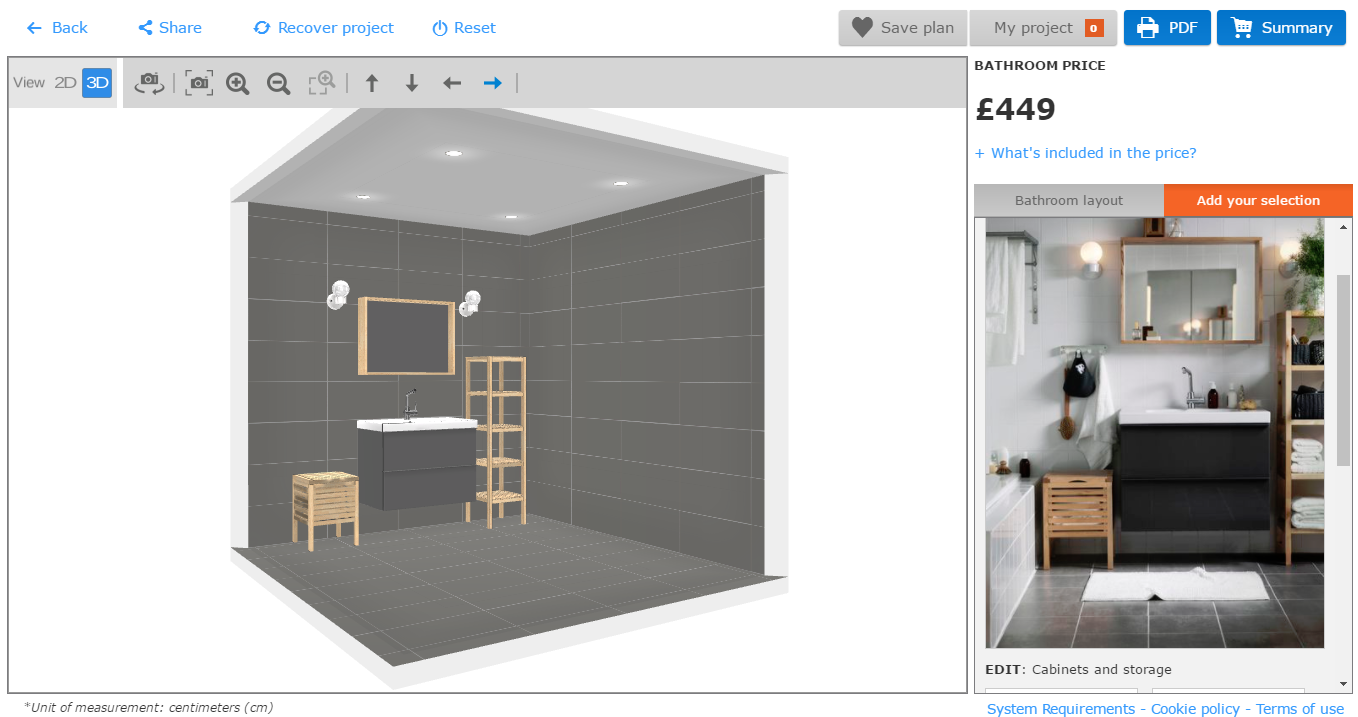 Back
Share
Recover project
Reset
Save plan
My project 0
PDF
Summary
View 2D 3D
BATHROOM PRICE
£449
+ What's included in the price?
Bathroom layout
Add your selection
EDIT: Cabinets and storage
*Unit of measurement: centimeters (cm)
System Requirements - Cookie policy - Terms of use